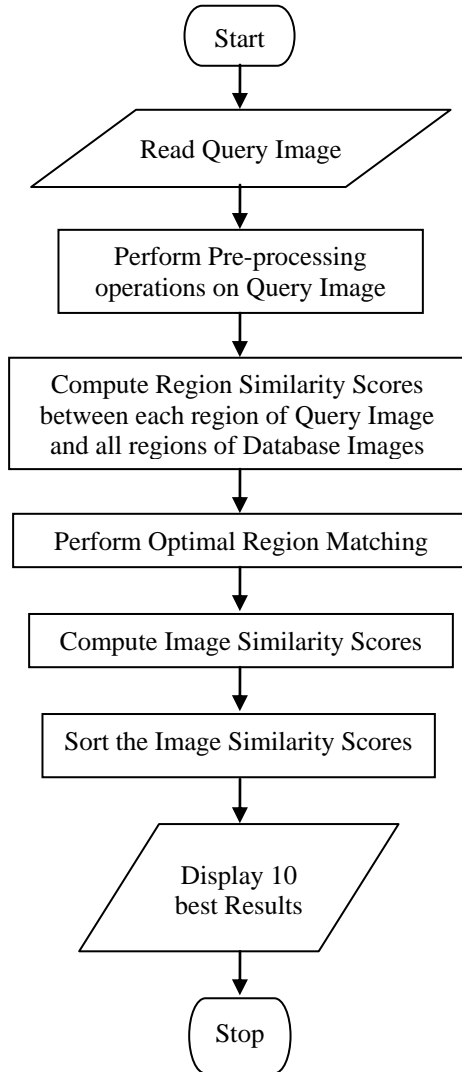 Start
Read Query Image
Perform Pre-processing
operations on Query Image
Compute Region Similarity Scores
between each region of Query Image
and all regions of Database Images
Perform Optimal Region Matching
Compute Image Similarity Scores
Sort the Image Similarity Scores
Display 10
best Results
Stop